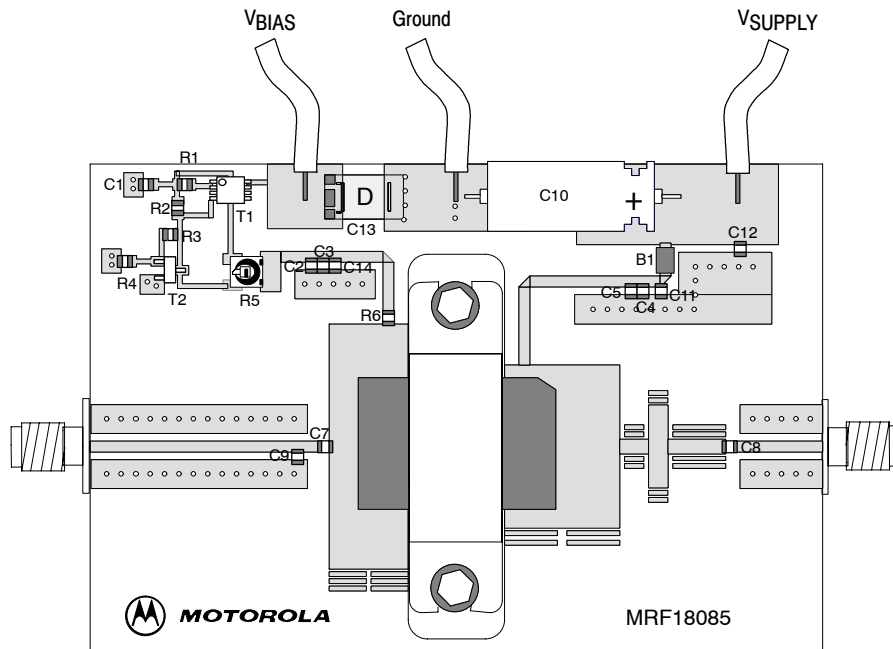 VBIAS
Ground
VSUPPLY
R1
C1
R2
T1
D
C10
+
C13
R3
C12
C3
B1
C2
C14
R4
T2
R5
C5
C11
C4
R6
C7
C9
C8
MOTOROLA
MRF18085